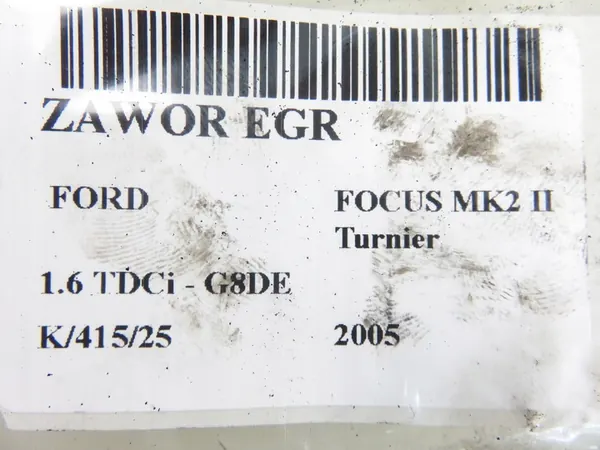 ZAWOR EGR
FORD
FOCUS MK2 II
Turnier
1.6 TDCi - G8DE
K/415/25
2005